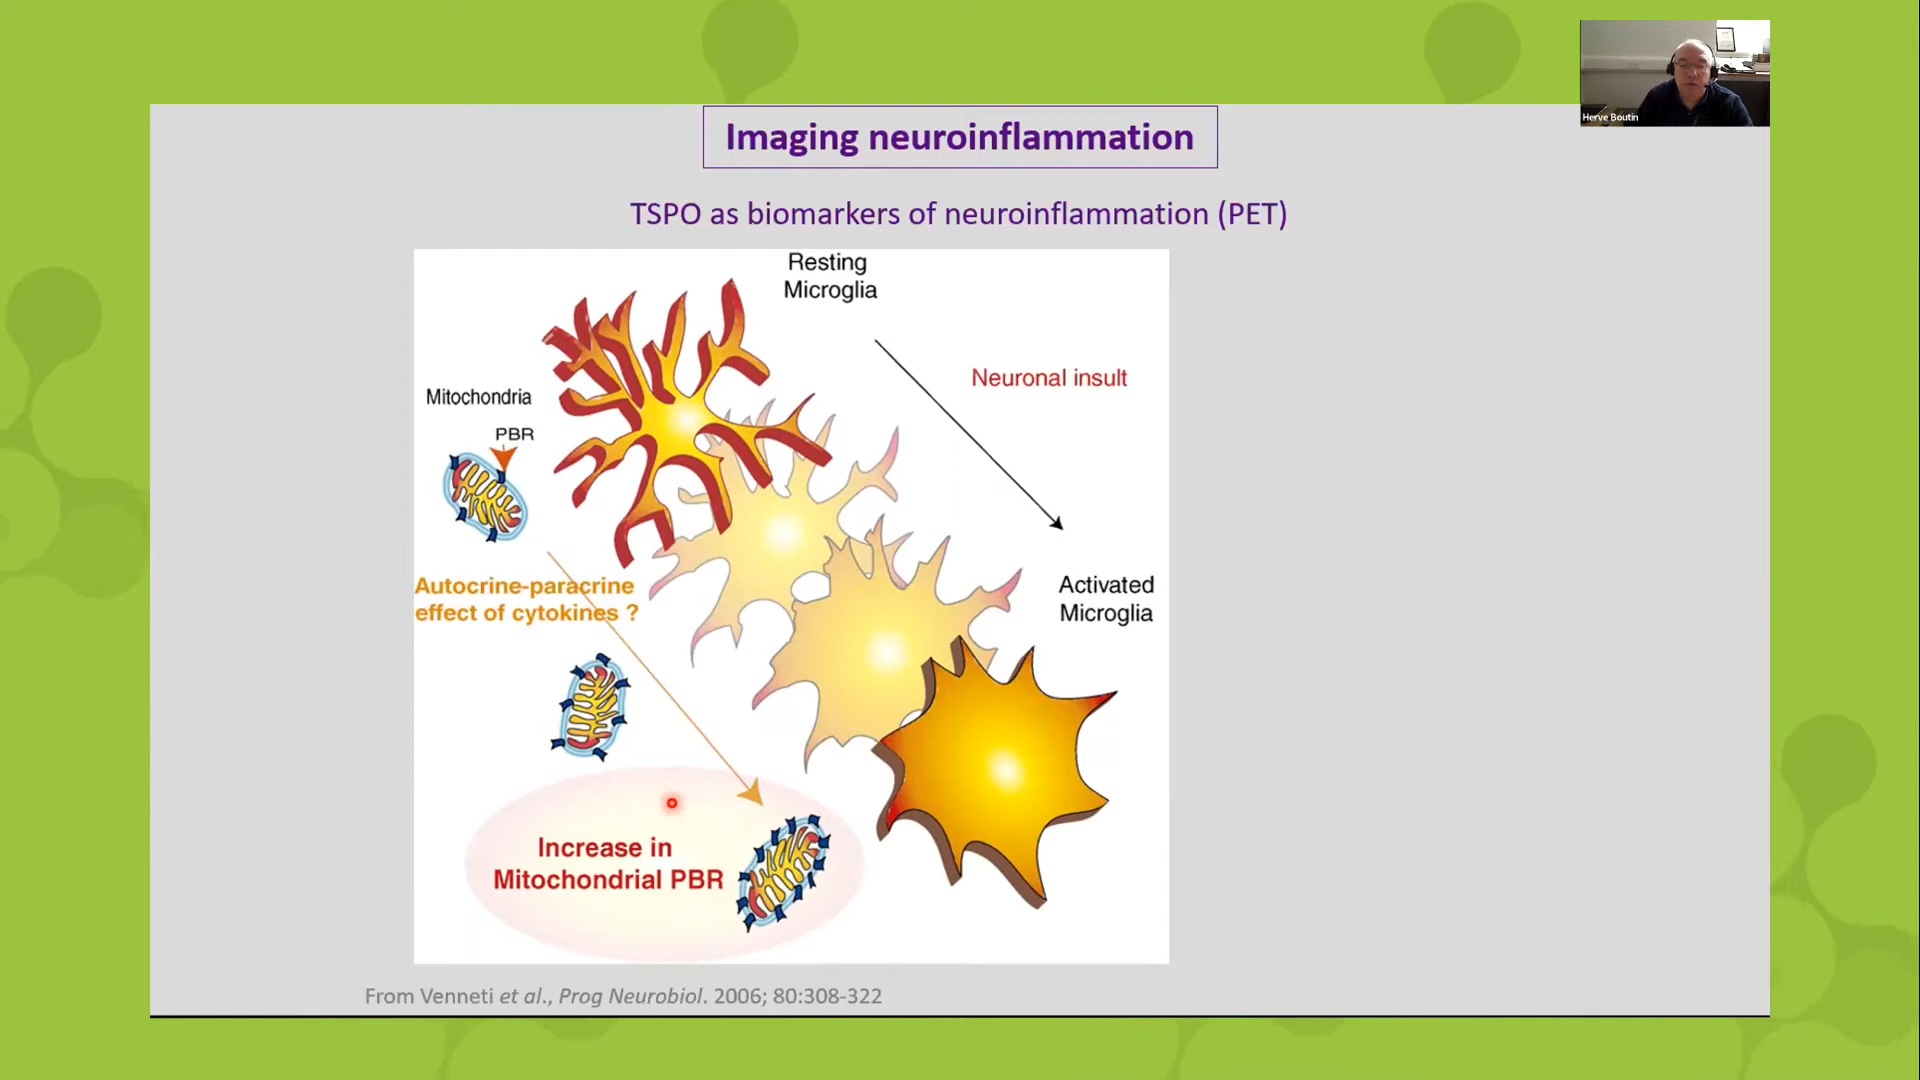 Herve Boutin
Imaging neuroinflammation
TSPO as biomarkers of neuroinflammation (PET)
Resting
Microglia
Neuronal insult
Mitochondria
PBR
Autocrine-paracrine
effect of cytokines ?
Activated
Microglia
Increase in
Mitochondrial PBR
From Venneti et al., Prog Neurobiol. 2006; 80:308-322